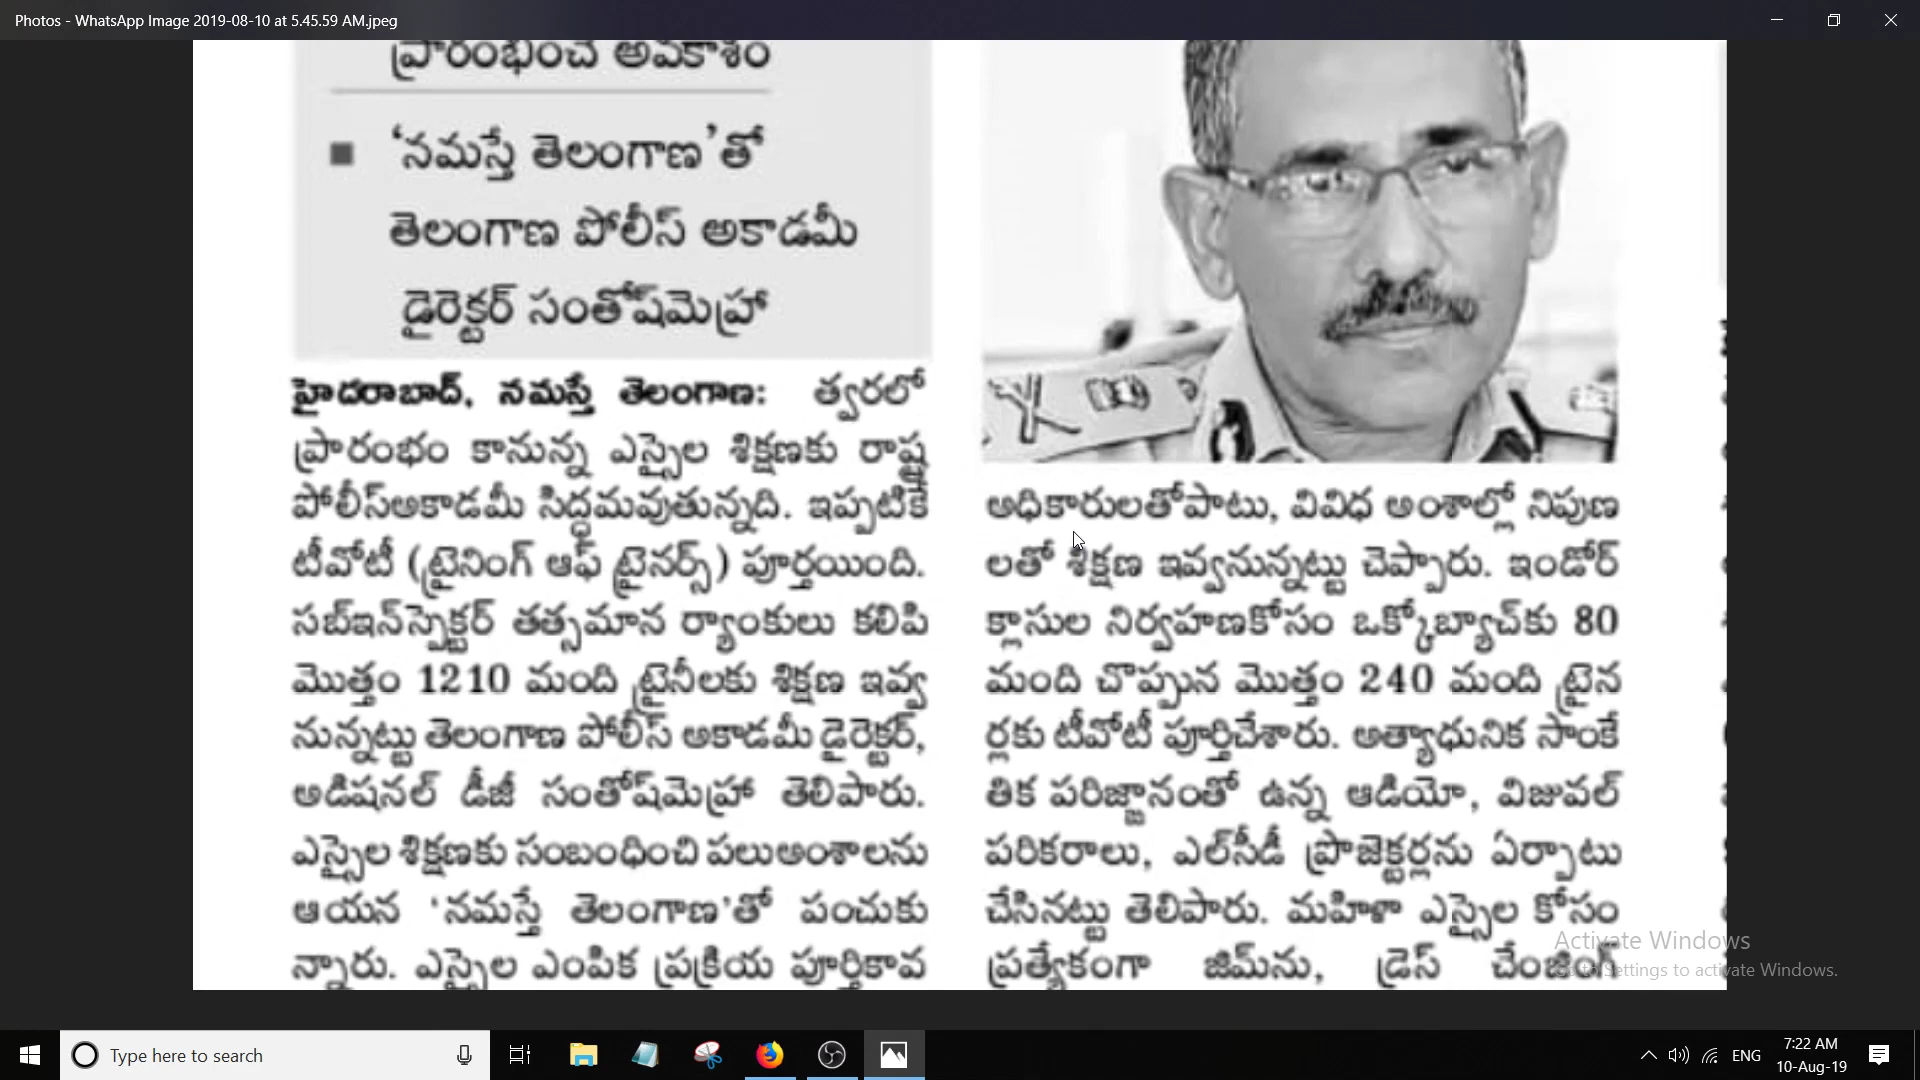 Photos - WhatsApp Image 2019-08-10 at 5.45.59 AM.jpeg
ప్రారంభించే అవకాశం
■ ‘నమస్తే తెలంగాణ’తో
తెలంగాణ పోలీస్ అకాడమీ
డైరెక్టర్ సంతోష్‌మెహ్రా
హైదరాబాద్, నమస్తే తెలంగాణ: త్వరలో
ప్రారంభం కానున్న ఎస్సైల శిక్షణకు రాష్ట్ర
పోలీస్‌అకాడమీ సిద్ధమవుతున్నది. ఇప్పటికే
టీవోటీ (ట్రైనింగ్ ఆఫ్ ట్రైనర్స్) పూర్తయింది.
సబ్‌ఇన్‌స్పెక్టర్ తత్సమాన ర్యాంకులు కలిపి
మొత్తం 1210 మంది ట్రైనీలకు శిక్షణ ఇవ్వ
నున్నట్టు తెలంగాణ పోలీస్ అకాడమీ డైరెక్టర్,
అడిషనల్ డీజీ సంతోష్‌మెహ్రా తెలిపారు.
ఎస్సైల శిక్షణకు సంబంధించి పలుఅంశాలను
ఆయన ‘నమస్తే తెలంగాణ’తో పంచుకు
న్నారు. ఎస్సైల ఎంపిక ప్రక్రియ పూర్తికావ
అధికారులతోపాటు, వివిధ అంశాల్లో నిపుణ
లతో శిక్షణ ఇవ్వనున్నట్టు చెప్పారు. ఇండోర్
క్లాసుల నిర్వహణకోసం ఒక్కోబ్యాచ్‌కు 80
మంది చొప్పున మొత్తం 240 మంది ట్రైన
ర్లకు టీవోటీ పూర్తిచేశారు. అత్యాధునిక సాంకే
తిక పరిజ్ఞానంతో ఉన్న ఆడియో, విజువల్
పరికరాలు, ఎల్‌సీడీ ప్రొజెక్టర్లను ఏర్పాటు
చేసినట్టు తెలిపారు. మహిళా ఎస్సైల కోసం
ప్రత్యేకంగా జిమ్‌ను, డ్రెస్ చేంజింగ్
Activate Windows
Go to Settings to activate Windows.
Type here to search
ENG
7:22 AM
10-Aug-19